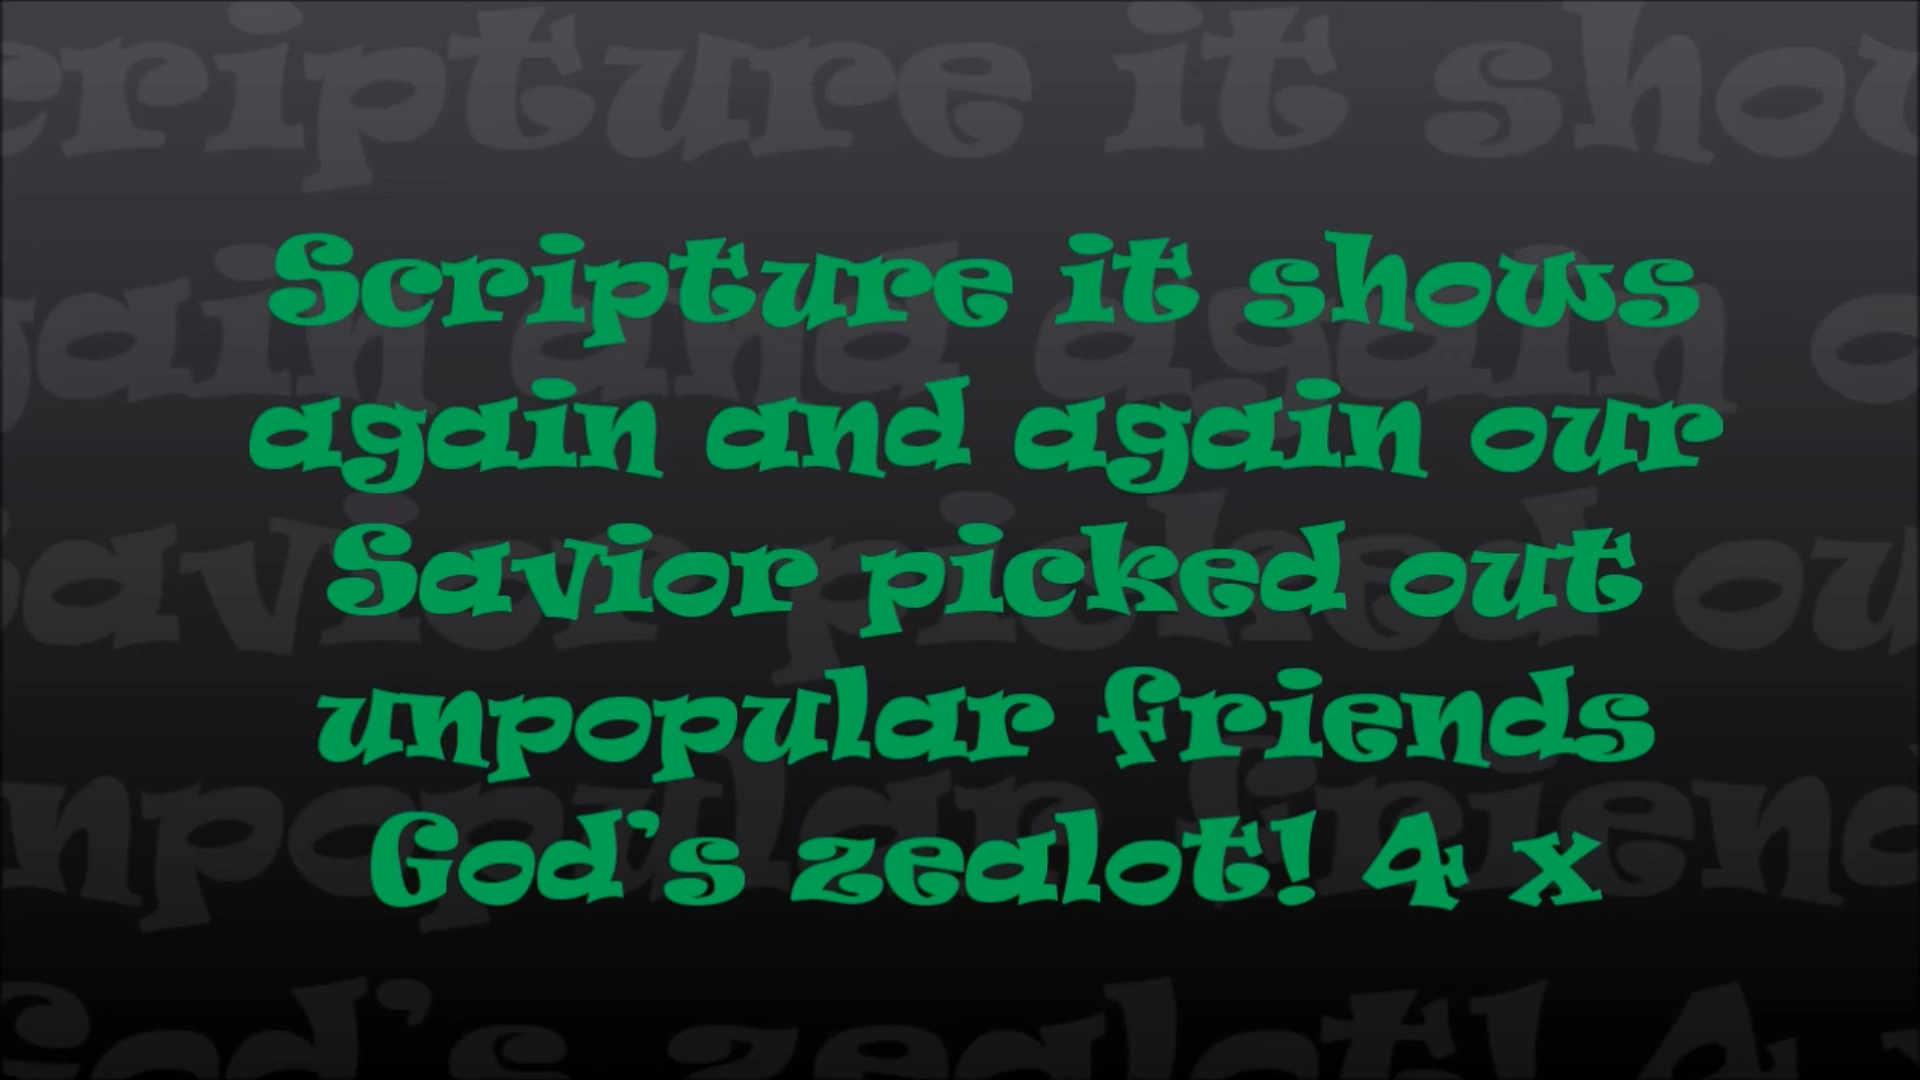 Scripture it shows
again and again our
Savior picked out
unpopular friends
God's zealot! 4 x